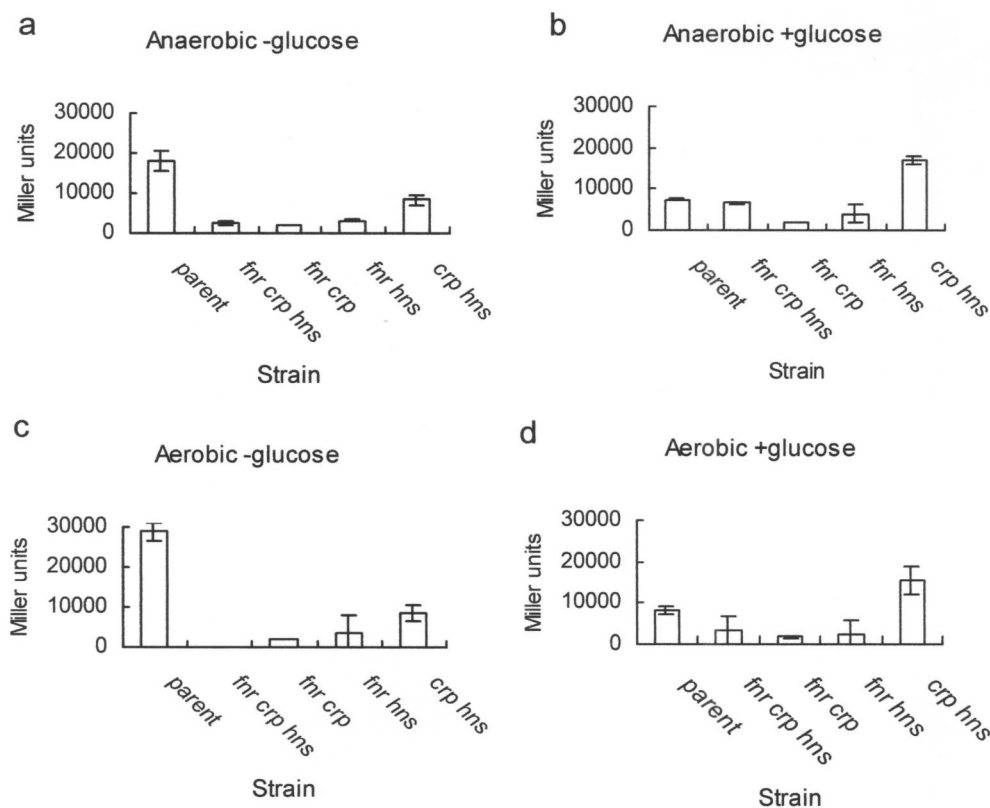 a
Anaerobic -glucose
Miller units
30000
20000
10000
0
parent
fnr crp hns
fnr crp
fnr hns
crp hns
Strain
b
Anaerobic +glucose
Miller units
30000
20000
10000
0
parent
fnr crp hns
fnr crp
fnr hns
crp hns
Strain
c
Aerobic -glucose
Miller units
30000
20000
10000
0
parent
fnr crp hns
fnr crp
fnr hns
crp hns
Strain
d
Aerobic +glucose
Miller units
30000
20000
10000
0
parent
fnr crp hns
fnr crp
fnr hns
crp hns
Strain